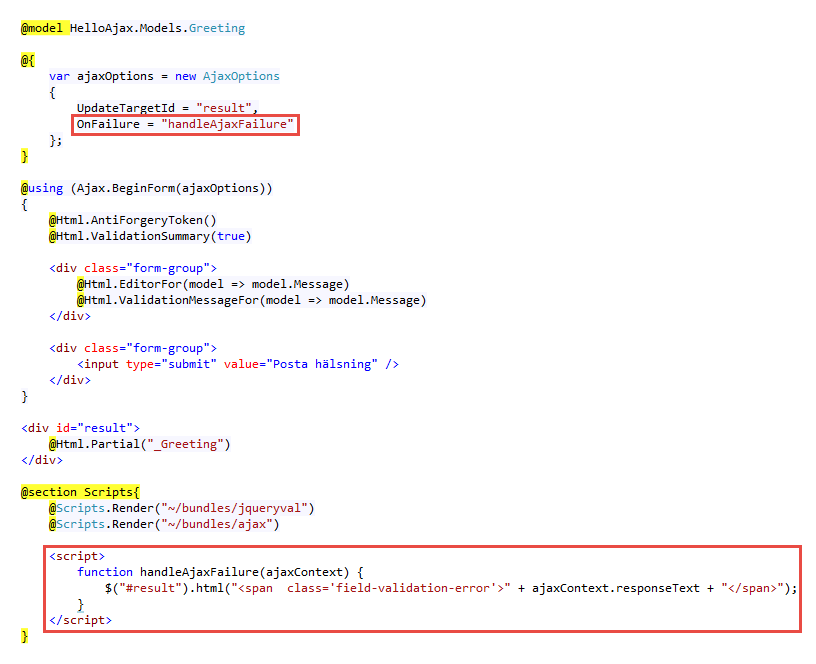 @model HelloAjax.Models.Greeting
@{
var ajaxOptions = new AjaxOptions
{
UpdateTargetId = "result",
OnFailure = "handleAjaxFailure"
};
}
@using (Ajax.BeginForm(ajaxOptions))
{
@Html.AntiForgeryToken()
@Html.ValidationSummary(true)
<div class="form-group">
@Html.EditorFor(model => model.Message)
@Html.ValidationMessageFor(model => model.Message)
</div>
<div class="form-group">
<input type="submit" value="Posta hälsning" />
</div>
}
<div id="result">
@Html.Partial("_Greeting")
</div>
@section Scripts{
@Scripts.Render("~/bundles/jqueryval")
@Scripts.Render("~/bundles/ajax")
<script>
function handleAjaxFailure(ajaxContext) {
$("#result").html("<span  class='field-validation-error'>" + ajaxContext.responseText + "</span>");
}
</script>
}